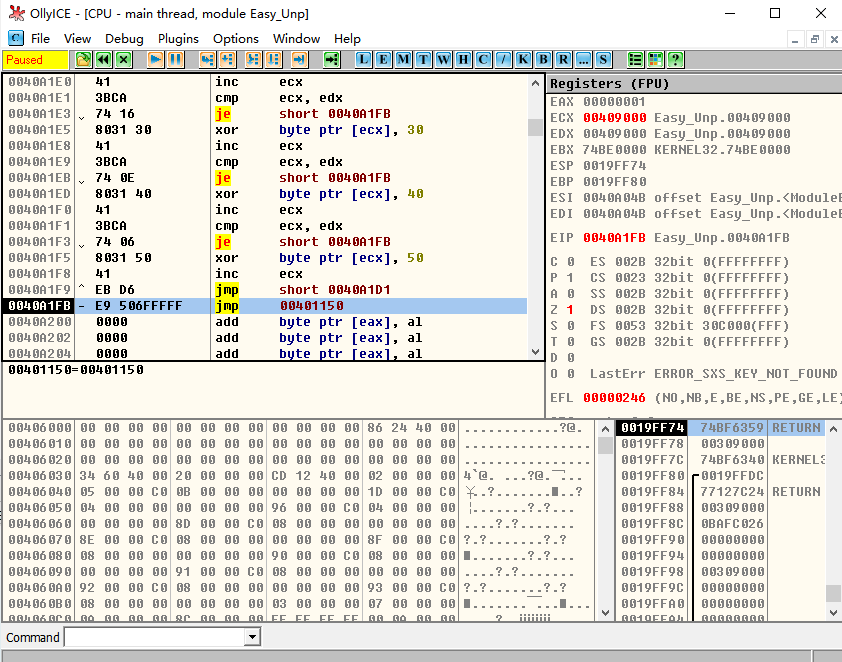 OllyICE - [CPU - main thread, module Easy_Unp]
C File View Debug Plugins Options Window Help
Paused L E M T W H C / K B R ... S ?
0040A1E0 41 inc ecx
0040A1E1 3BCA cmp ecx, edx
0040A1E3 74 16 je short 0040A1FB
0040A1E5 8031 30 xor byte ptr [ecx], 30
0040A1E8 41 inc ecx
0040A1E9 3BCA cmp ecx, edx
0040A1EB 74 0E je short 0040A1FB
0040A1ED 8031 40 xor byte ptr [ecx], 40
0040A1F0 41 inc ecx
0040A1F1 3BCA cmp ecx, edx
0040A1F3 74 06 je short 0040A1FB
0040A1F5 8031 50 xor byte ptr [ecx], 50
0040A1F8 41 inc ecx
0040A1F9 ^ EB D6 jmp short 0040A1D1
0040A1FB - E9 506FFFFF jmp 00401150
0040A200 0000 add byte ptr [eax], al
0040A202 0000 add byte ptr [eax], al
0040A204 0000 add byte ptr [eax], al
00401150=00401150
Registers (FPU)
EAX 00000001
ECX 00409000 Easy_Unp.00409000
EDX 00409000 Easy_Unp.00409000
EBX 74BE0000 KERNEL32.74BE0000
ESP 0019FF74
EBP 0019FF80
ESI 0040A04B offset Easy_Unp.<ModuleE
EDI 0040A04B offset Easy_Unp.<ModuleE
EIP 0040A1FB Easy_Unp.0040A1FB
C 0 ES 002B 32bit 0(FFFFFFFF)
P 1 CS 0023 32bit 0(FFFFFFFF)
A 0 SS 002B 32bit 0(FFFFFFFF)
Z 1 DS 002B 32bit 0(FFFFFFFF)
S 0 FS 0053 32bit 30C000(FFF)
T 0 GS 002B 32bit 0(FFFFFFFF)
D 0
O 0 LastErr ERROR_SXS_KEY_NOT_FOUND
EFL 00000246 (NO,NB,E,BE,NS,PE,GE,LE)
00406000 00 00 00 00 00 00 00 00 00 00 00 00 86 24 40 00 ............?@.
00406010 00 00 00 00 00 00 00 00 00 00 00 00 00 00 00 00 ................
00406020 00 00 00 00 00 00 00 00 00 00 00 00 00 00 00 00 ................
00406030 34 60 40 00 20 00 00 00 CD 12 40 00 02 00 00 00 4`@. ...?@.
00406040 05 00 00 C0 0B 00 00 00 00 00 00 00 1D 00 00 C0
00406050 04 00 00 00 00 00 00 00 96 00 00 C0 04 00 00 00
00406060 00 00 00 00 8D 00 00 C0 08 00 00 00 00 00 00 00 ....?.?.......
00406070 8E 00 00 C0 08 00 00 00 00 00 00 00 8F 00 00 C0 ?.?.......?.?
00406080 08 00 00 00 00 00 00 00 90 00 00 C0 08 00 00 00
00406090 00 00 00 00 91 00 00 C0 08 00 00 00 00 00 00 00 ....?.?.......
004060A0 92 00 00 C0 08 00 00 00 00 00 00 00 93 00 00 C0 ?.?.......?.?
004060B0 08 00 00 00 00 00 00 00 03 00 00 00 07 00 00 00
0019FF74 74BF6359 RETURN
0019FF78 00309000
0019FF7C 74BF6340 KERNEL3
0019FF80 0019FFDC
0019FF84 77127C24 RETURN
0019FF88 00309000
0019FF8C 0BAFC026
0019FF90 00000000
0019FF94 00000000
0019FF98 00309000
0019FF9C 00000000
0019FFA0 00000000
Command